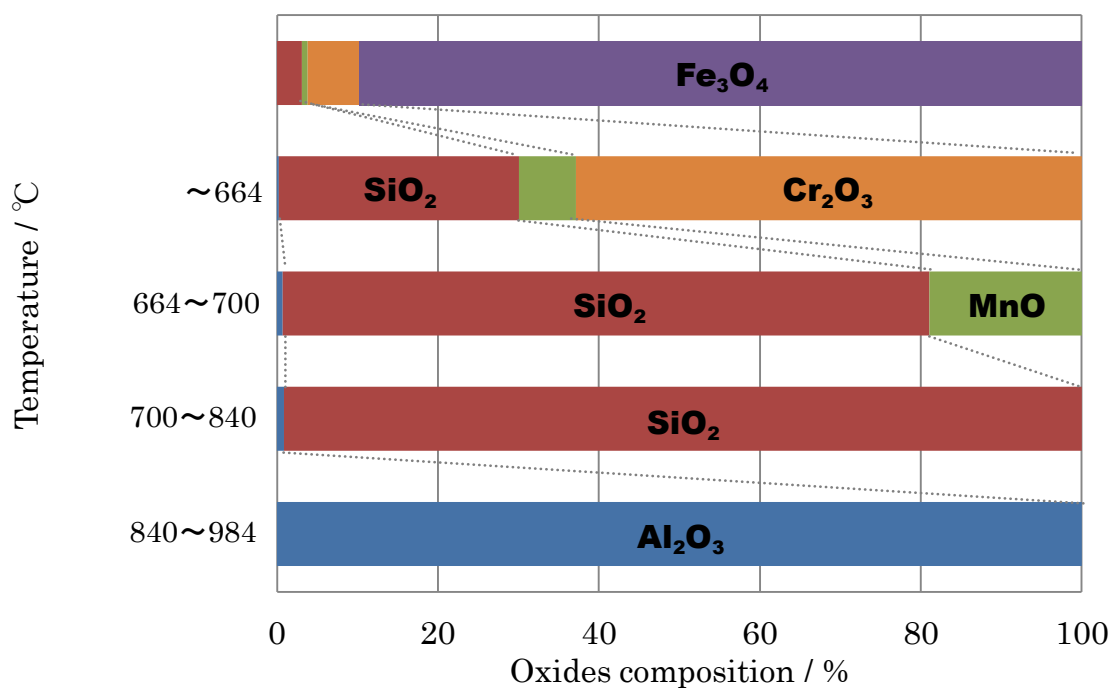 Fe₃O₄
～664
SiO₂
Cr₂O₃
664～700
SiO₂
MnO
700～840
SiO₂
840～984
Al₂O₃
0 20 40 60 80 100
Oxides composition / %
Temperature / ℃